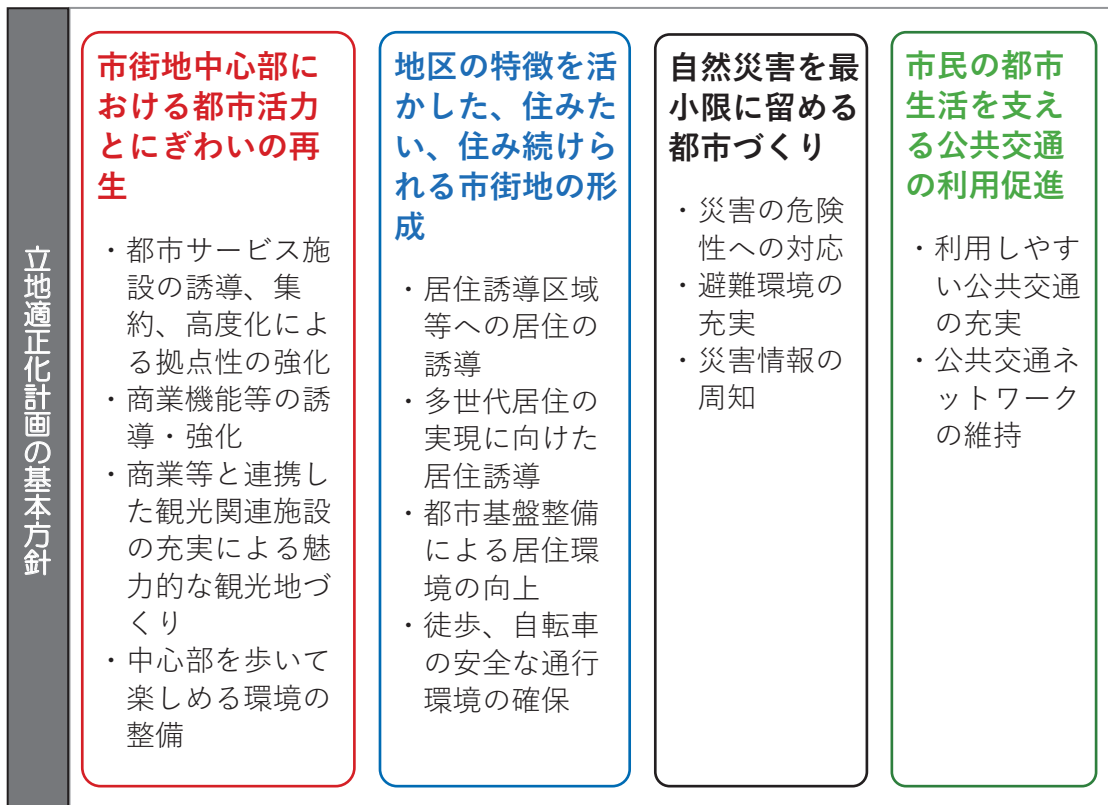 立地適正化計画の基本方針
市街地中心部に
おける都市活力
とにぎわいの再
生
・都市サービス施
設の誘導、集
約、高度化によ
る拠点性の強化
・商業機能等の誘
導・強化
・商業等と連携し
た観光関連施設
の充実による魅
力的な観光地づ
くり
・中心部を歩いて
楽しめる環境の
整備
地区の特徴を活
かした、住みた
い、住み続けら
れる市街地の形
成
・居住誘導区域
等への居住の
誘導
・多世代居住の
実現に向けた
居住誘導
・都市基盤整備
による居住環
境の向上
・徒歩、自転車
の安全な通行
環境の確保
自然災害を最
小限に留める
都市づくり
・災害の危険
性への対応
・避難環境の
充実
・災害情報の
周知
市民の都市
生活を支え
る公共交通
の利用促進
・利用しやす
い公共交通
の充実
・公共交通ネ
ットワーク
の維持